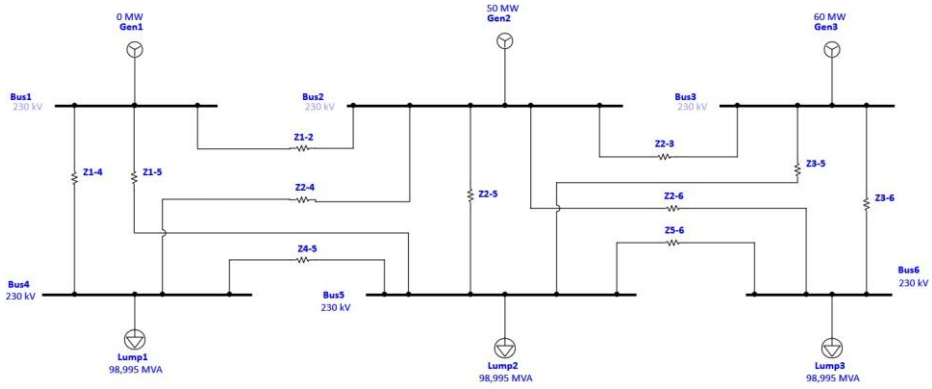 0 MW
Gen1
50 MW
Gen2
60 MW
Gen3
Bus1
230 kV
Bus2
230 kV
Bus3
230 kV
Z1-2
Z2-3
Z1-4
Z1-5
Z2-4
Z2-5
Z3-5
Z2-6
Z3-6
Z4-5
Z5-6
Bus4
230 kV
Bus5
230 kV
Bus6
230 kV
Lump1
98,995 MVA
Lump2
98,995 MVA
Lump3
98,995 MVA